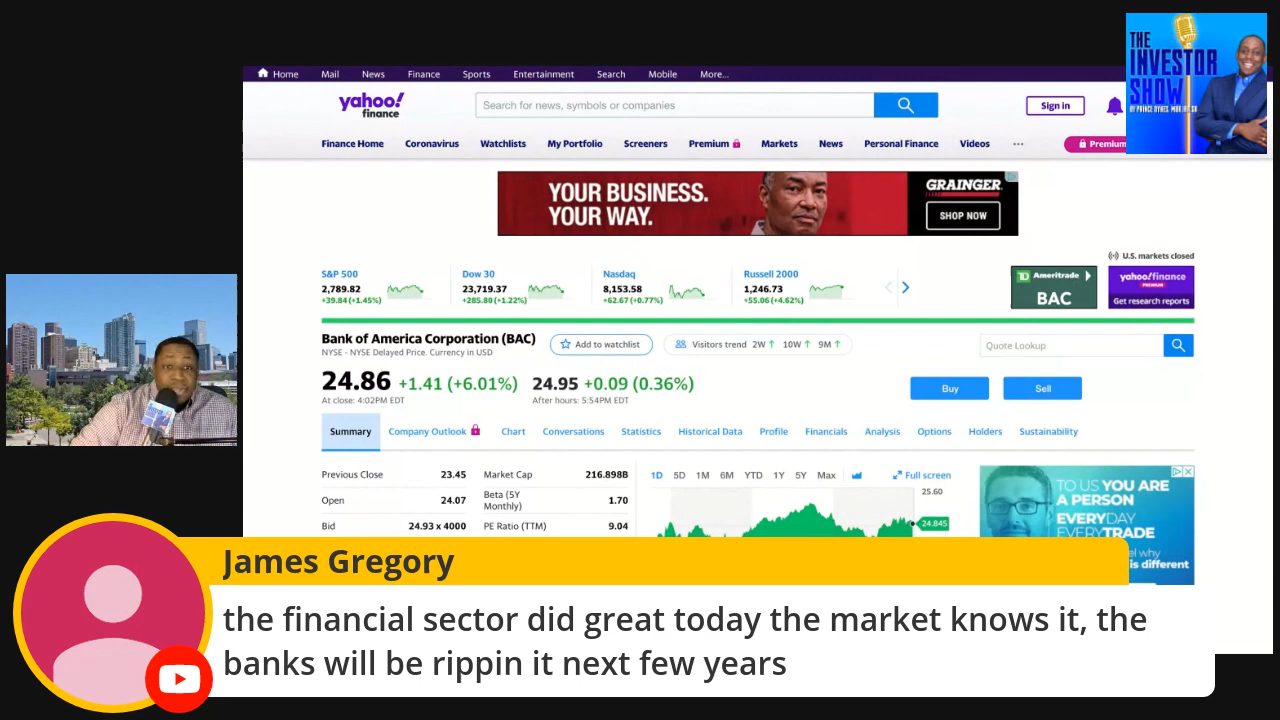 THE
INVESTOR
SHOW
Home Mail News Finance Sports Entertainment Search Mobile More...
yahoo!
finance
Search for news, symbols or companies
Sign in
Finance Home Coronavirus Watchlists My Portfolio Screeners Premium Markets News Personal Finance Videos ... Premium
YOUR BUSINESS.
YOUR WAY.
GRAINGER
SHOP NOW
U.S. markets closed
S&P 500
2,789.82
+39.84 (+1.45%)
Dow 30
23,719.37
+285.80 (+1.22%)
Nasdaq
8,153.58
+62.67 (+0.77%)
Russell 2000
1,246.73
+55.06 (+4.62%)
TD Ameritrade
BAC
yahoo!finance
PREMIUM
Get research reports
Bank of America Corporation (BAC)
NYSE - NYSE Delayed Price. Currency in USD
Add to watchlist
Visitors trend 2W ↑ 10W ↑ 9M ↑
Quote Lookup
24.86 +1.41 (+6.01%)
At close: 4:02PM EDT
24.95 +0.09 (0.36%)
After hours: 5:54PM EDT
Buy
Sell
Summary Company Outlook Chart Conversations Statistics Historical Data Profile Financials Analysis Options Holders Sustainability
Previous Close 23.45
Open 24.07
Bid 24.93 x 4000
Market Cap 216.898B
Beta (5Y
Monthly) 1.70
PE Ratio (TTM) 9.04
1D 5D 1M 6M YTD 1Y 5Y Max Full screen
25.60
24.845
TO US YOU ARE
A PERSON
EVERYDAY
EVERYTRADE
why
is different
James Gregory
the financial sector did great today the market knows it, the
banks will be rippin it next few years